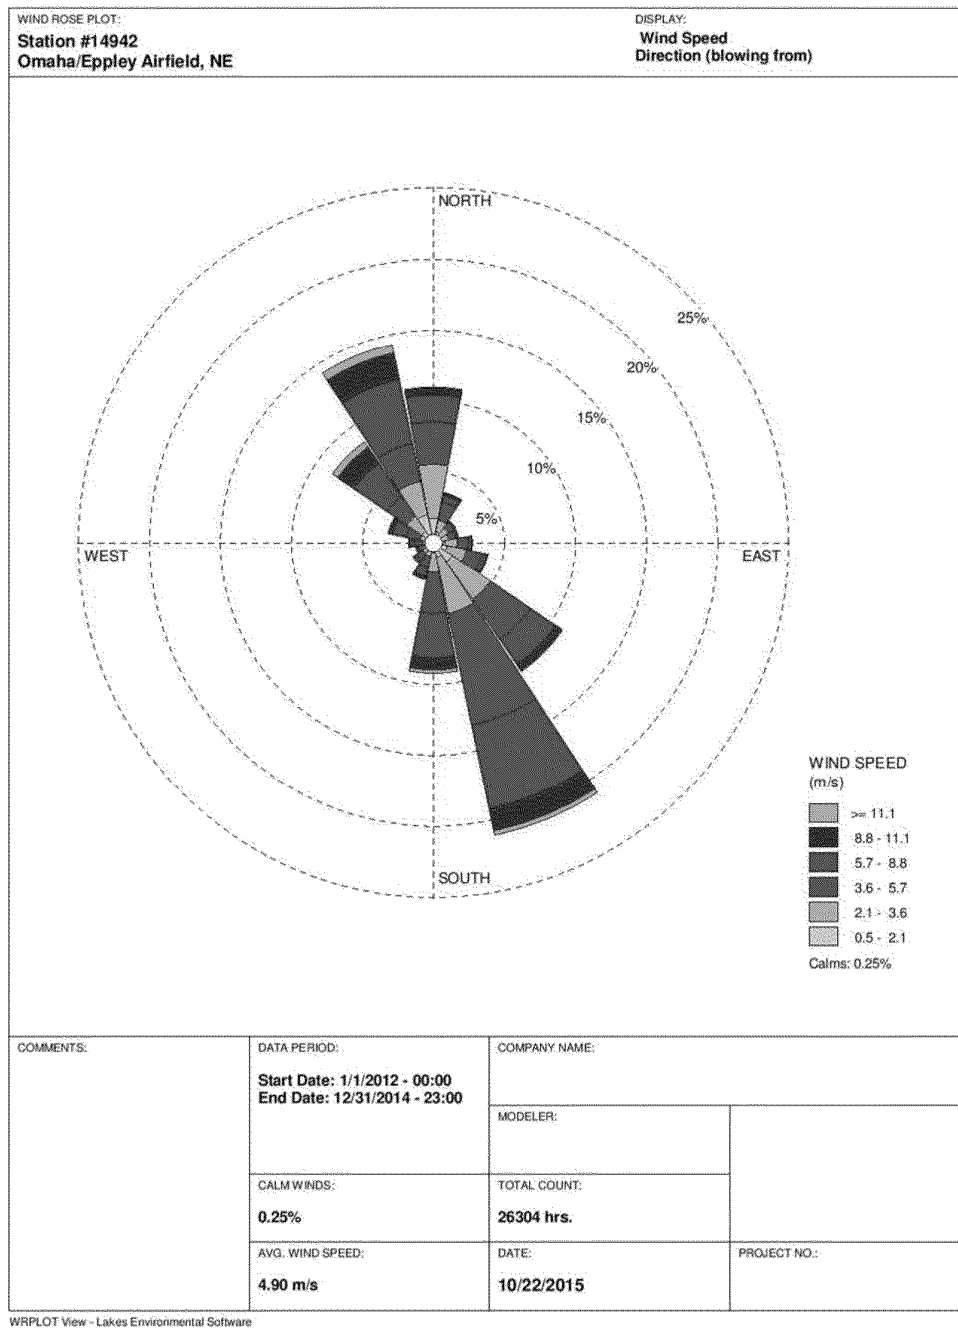 WIND ROSE PLOT:
Station #14942
Omaha/Eppley Airfield, NE
DISPLAY:
Wind Speed
Direction (blowing from)
NORTH
25%
20%
15%
10%
5%
WEST
EAST
SOUTH
WIND SPEED
(m/s)
>= 11.1
8.8 - 11.1
5.7 - 8.8
3.6 - 5.7
2.1 - 3.6
0.5 - 2.1
Calms: 0.25%
COMMENTS:
DATA PERIOD:
Start Date: 1/1/2012 - 00:00
End Date: 12/31/2014 - 23:00
COMPANY NAME:
MODELER:
CALM WINDS:
0.25%
TOTAL COUNT:
26304 hrs.
AVG. WIND SPEED:
4.90 m/s
DATE:
10/22/2015
PROJECT NO.:
WRPLOT View - Lakes Environmental Software